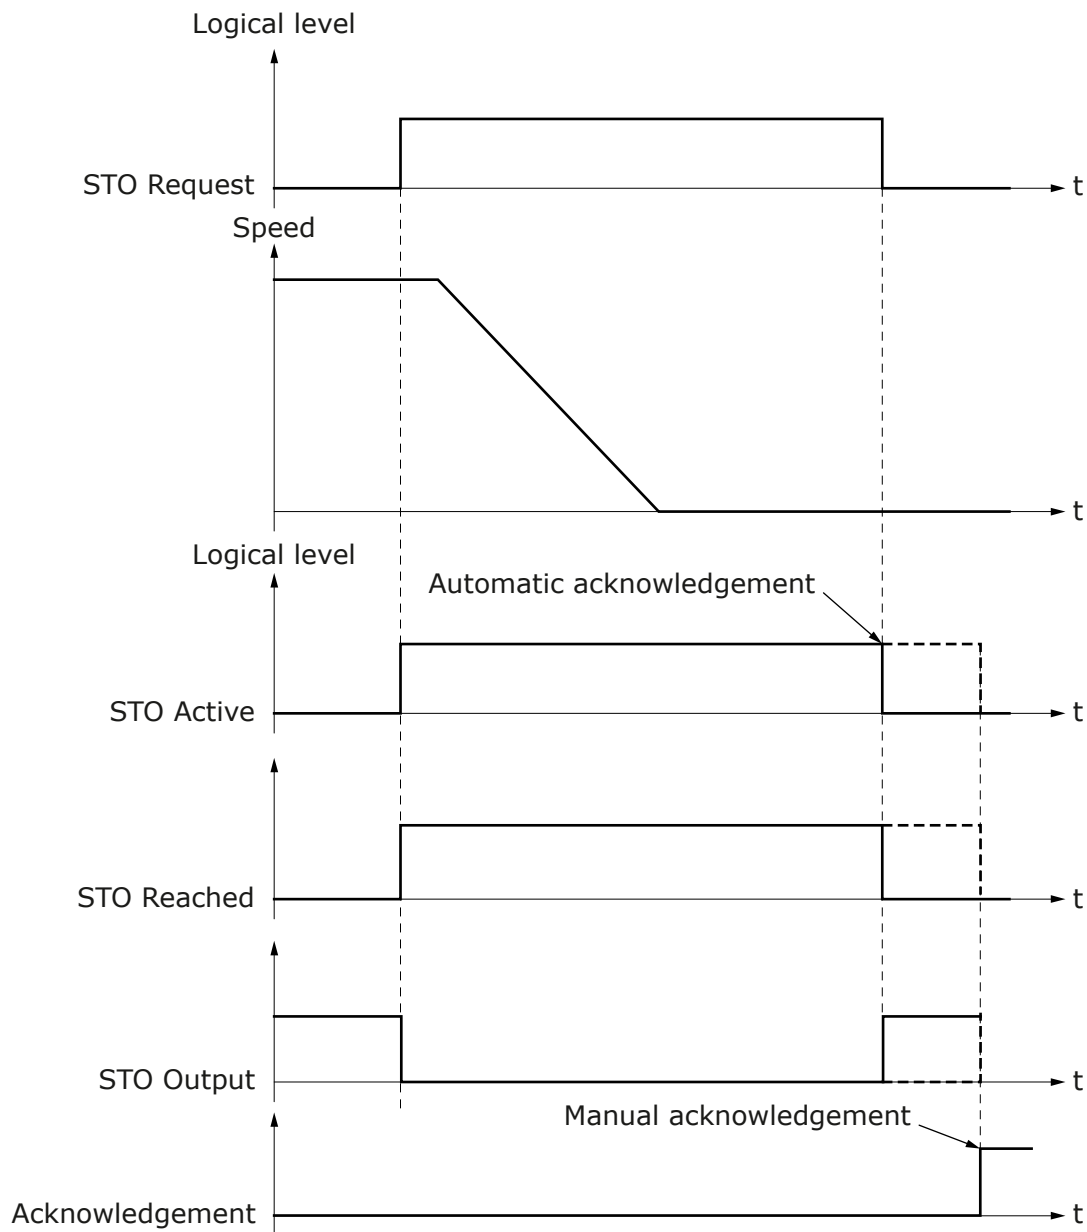 Logical level
STO Request
t
Speed
t
Logical level
Automatic acknowledgement
STO Active
t
STO Reached
t
STO Output
t
Manual acknowledgement
Acknowledgement
t